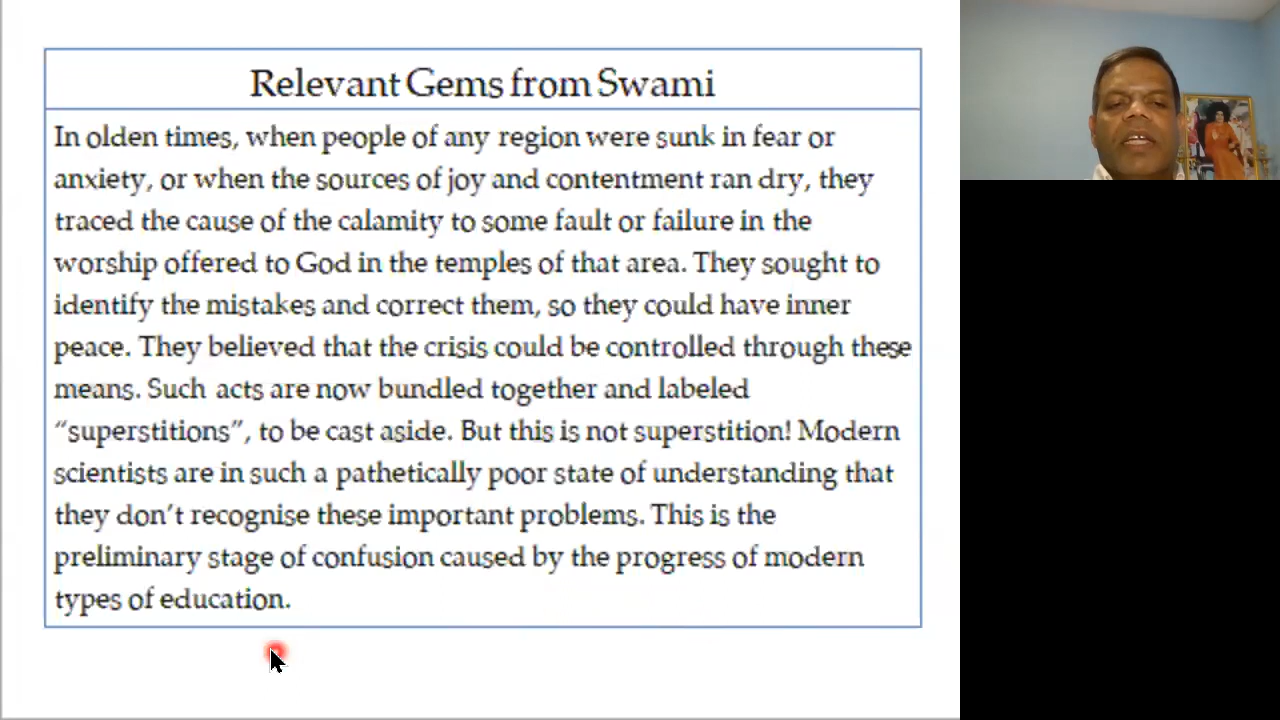 Relevant Gems from Swami
In olden times, when people of any region were sunk in fear or
anxiety, or when the sources of joy and contentment ran dry, they
traced the cause of the calamity to some fault or failure in the
worship offered to God in the temples of that area. They sought to
identify the mistakes and correct them, so they could have inner
peace. They believed that the crisis could be controlled through these
means. Such acts are now bundled together and labeled
“superstitions”, to be cast aside. But this is not superstition! Modern
scientists are in such a pathetically poor state of understanding that
they don’t recognise these important problems. This is the
preliminary stage of confusion caused by the progress of modern
types of education.